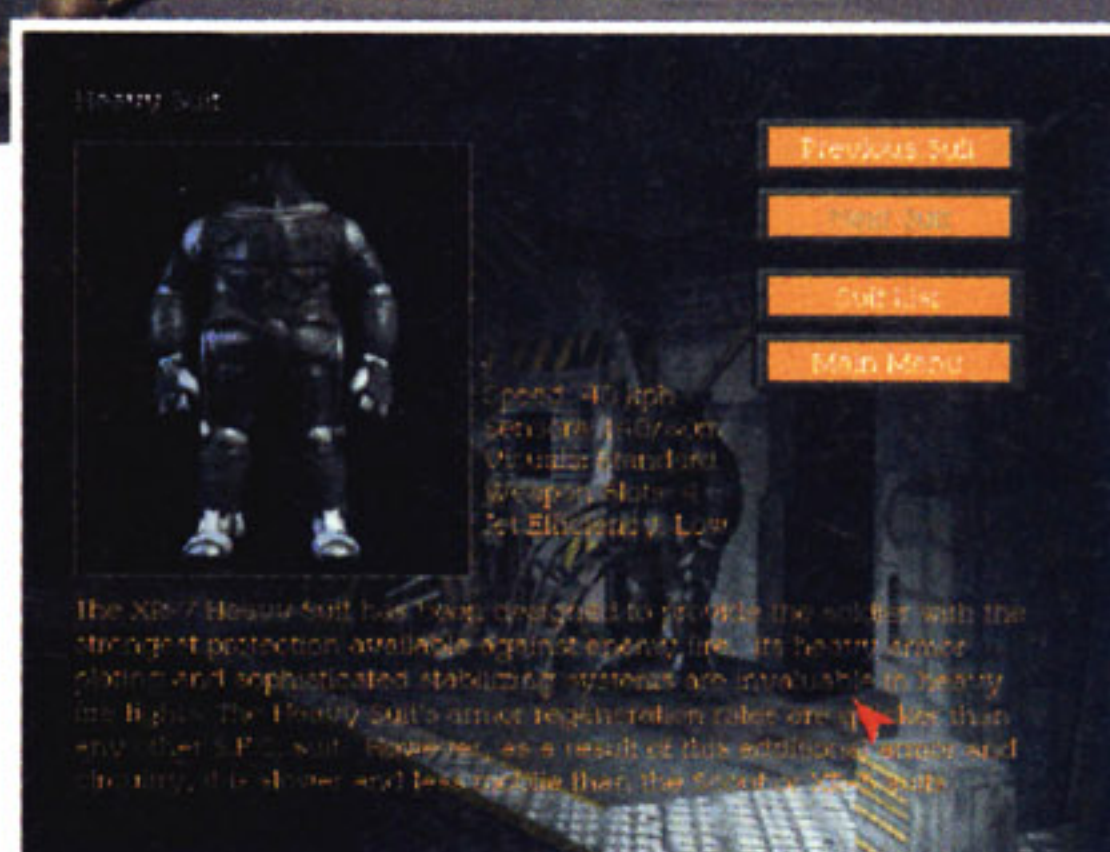 Heavy Suit
Previous Suit
Next Suit
Suit List
Main Menu
Speed: 40 kph
Visuals: Standard
Weapon Slots: 4
Jet Efficiency: Low
The Heavy Suit has been designed to provide the soldier with the
strongest protection available against enemy fire. Its heavy armor
plating and sophisticated stabilizing systems are invaluable in heavy
fire fights. The Heavy Suit's armor regeneration rates are quicker than
any other suit. However, as a result of this additional armor and
circuitry, it is slower and less mobile than the